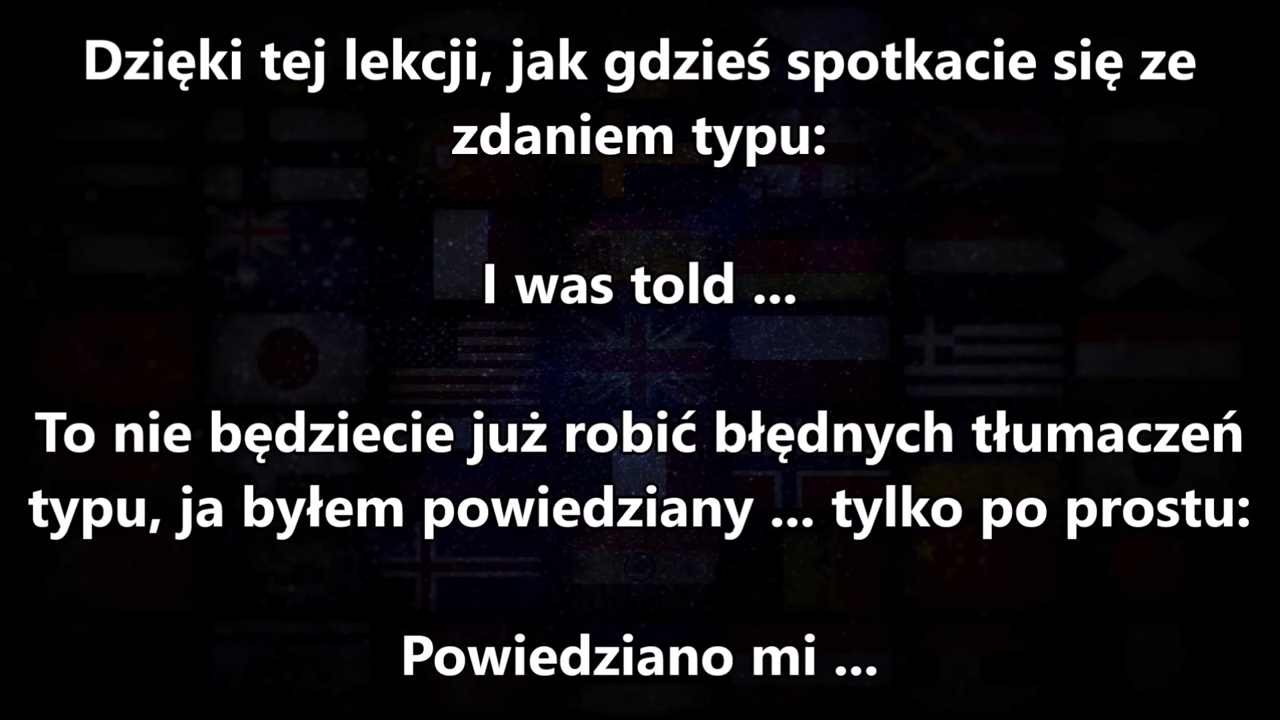 Dzięki tej lekcji, jak gdzieś spotkacie się ze
zdaniem typu:
I was told ...
To nie będziecie już robić błędnych tłumaczeń
typu, ja byłem powiedziany ... tylko po prostu:
Powiedziano mi ...